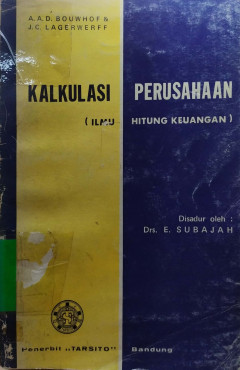 A.A.D. BOUWHOF &
J.C. LAGERWERFF
KALKULASI PERUSAHAAN
( ILMU HITUNG KEUANGAN )
Disadur oleh :
Drs. E. SUBAJAH
Penerbit „TARSITO" Bandung